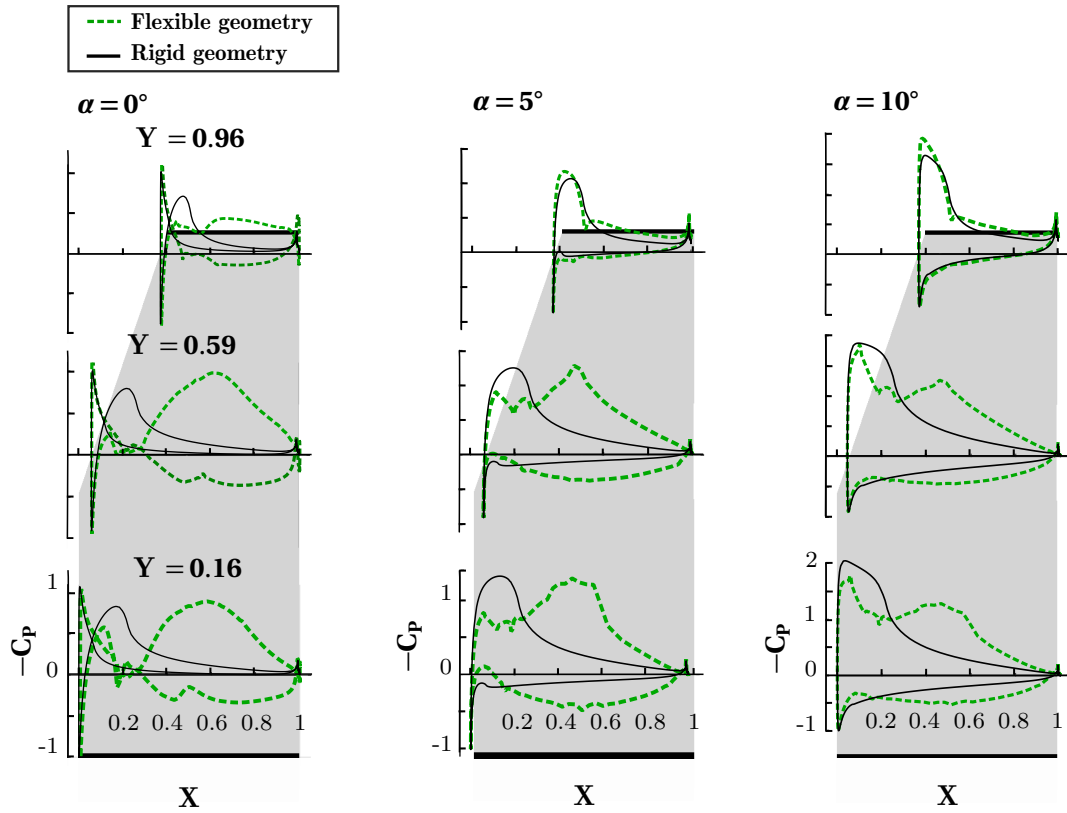 Flexible geometry
Rigid geometry
α = 0°
α = 5°
α = 10°
Y = 0.96
Y = 0.59
Y = 0.16
1
0
-1
−C_P
0.2 0.4 0.6 0.8 1
X
1
0
-1
−C_P
0.2 0.4 0.6 0.8 1
X
2
1
0
-1
−C_P
0.2 0.4 0.6 0.8 1
X